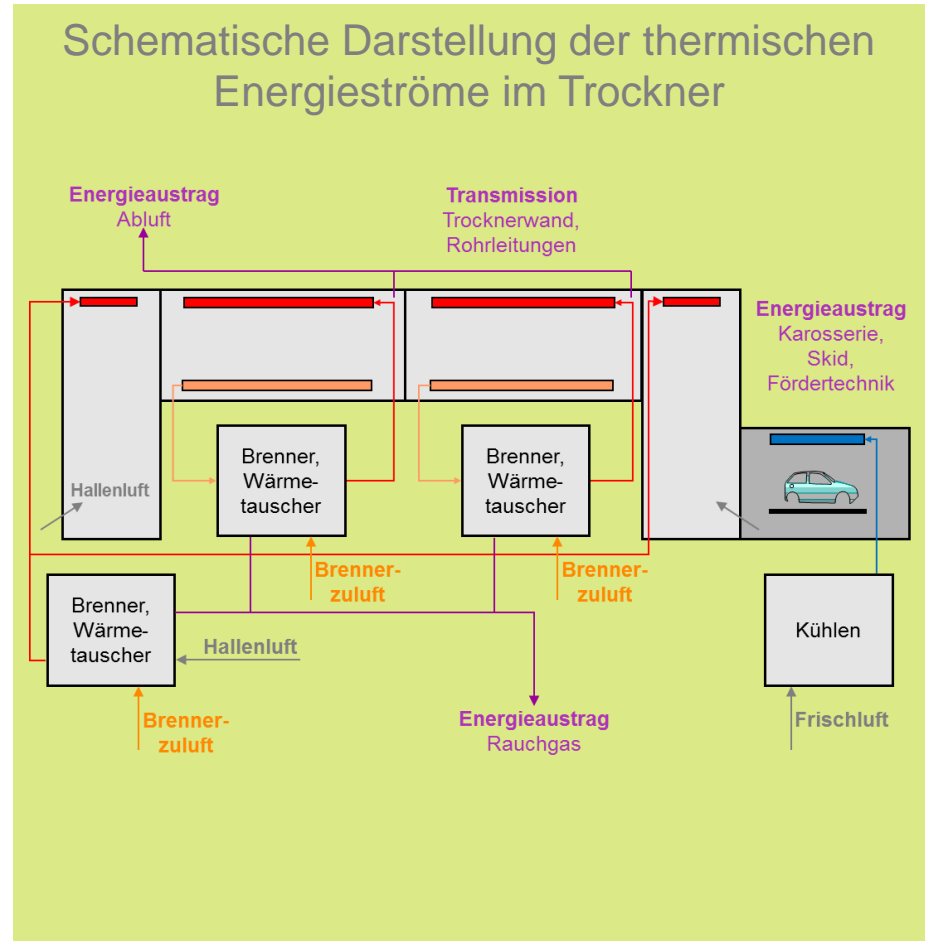 Schematische Darstellung der thermischen
Energieströme im Trockner
Energieaustrag
Abluft
Transmission
Trocknerwand,
Rohrleitungen
Energieaustrag
Karosserie,
Skid,
Fördertechnik
Hallenluft
Brenner,
Wärme-
tauscher
Brenner,
Wärme-
tauscher
Brenner-
zuluft
Brenner-
zuluft
Brenner,
Wärme-
tauscher
Hallenluft
Kühlen
Brenner-
zuluft
Energieaustrag
Rauchgas
Frischluft